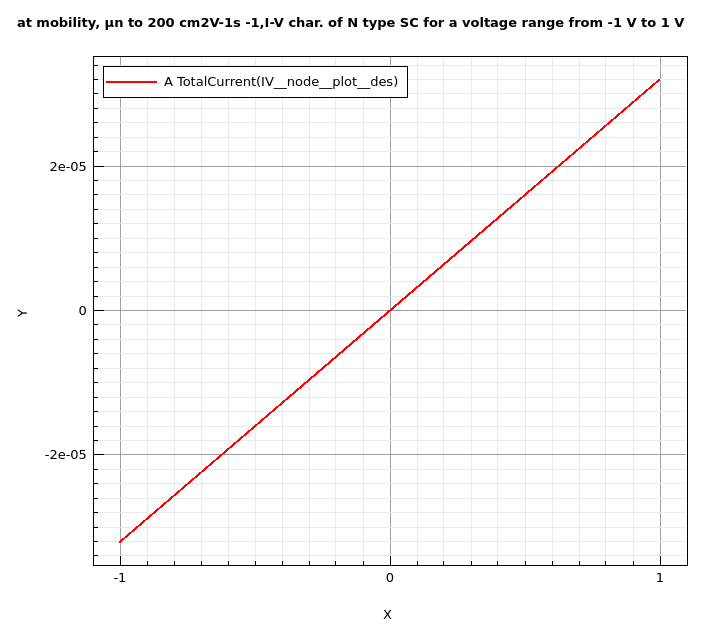 at mobility, μn to 200 cm2V-1s -1,I-V char. of N type SC for a voltage range from -1 V to 1 V
A TotalCurrent(IV__node__plot__des)
2e-05
0
-2e-05
Y
-1
0
1
X